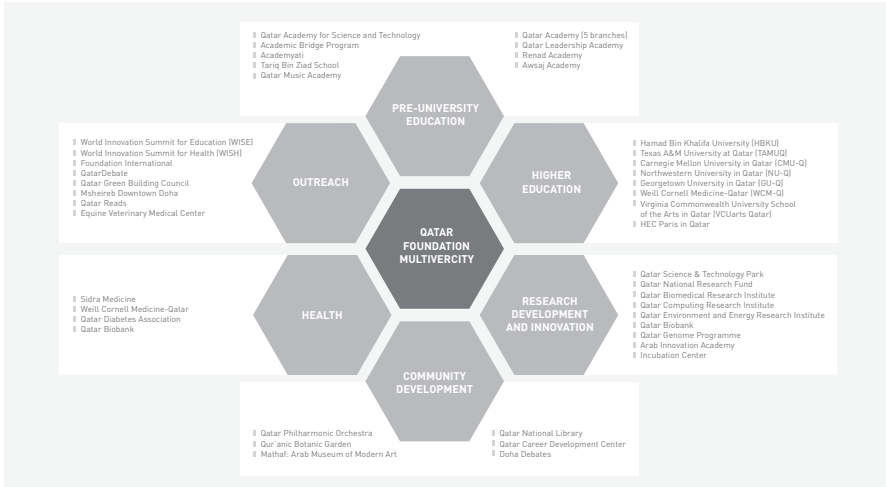 Qatar Academy for Science and Technology
Academic Bridge Program
Academyati
Tariq Bin Ziad School
Qatar Music Academy
Qatar Academy (5 branches)
Qatar Leadership Academy
Renad Academy
Awsaj Academy
PRE-UNIVERSITY
EDUCATION
World Innovation Summit for Education (WISE)
World Innovation Summit for Health (WISH)
Foundation International
QatarDebate
Qatar Green Building Council
Msheireb Downtown Doha
Qatar Reads
Equine Veterinary Medical Center
OUTREACH
HIGHER
EDUCATION
Hamad Bin Khalifa University (HBKU)
Texas A&M University at Qatar (TAMUQ)
Carnegie Mellon University in Qatar (CMU-Q)
Northwestern University in Qatar (NU-Q)
Georgetown University in Qatar (GU-Q)
Weill Cornell Medicine-Qatar (WCM-Q)
Virginia Commonwealth University School
of the Arts in Qatar (VCUarts Qatar)
HEC Paris in Qatar
QATAR
FOUNDATION
MULTIVERCITY
Sidra Medicine
Weill Cornell Medicine-Qatar
Qatar Diabetes Association
Qatar Biobank
HEALTH
RESEARCH
DEVELOPMENT
AND INNOVATION
Qatar Science & Technology Park
Qatar National Research Fund
Qatar Biomedical Research Institute
Qatar Computing Research Institute
Qatar Environment and Energy Research Institute
Qatar Biobank
Qatar Genome Programme
Arab Innovation Academy
Incubation Center
COMMUNITY
DEVELOPMENT
Qatar Philharmonic Orchestra
Qur'anic Botanic Garden
Mathaf: Arab Museum of Modern Art
Qatar National Library
Qatar Career Development Center
Doha Debates